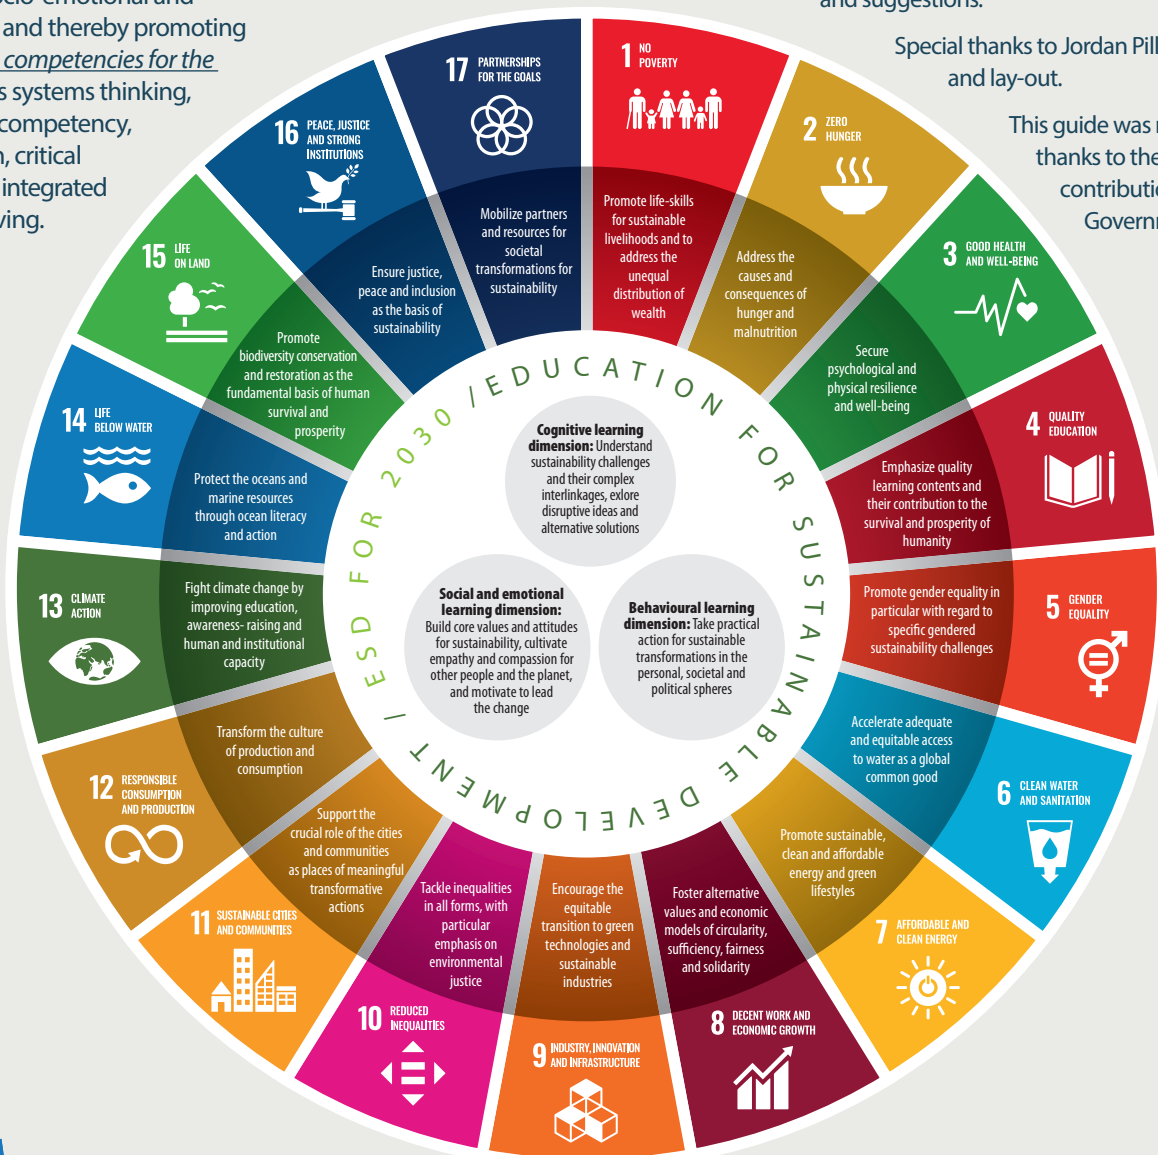 cio-emotional and
and thereby promoting
competencies for the
s systems thinking,
competency,
n, critical
integrated
ving.
and suggestions.
Special thanks to Jordan Pill
and lay-out.
This guide was
thanks to the
contributi
Governm
1 NO
POVERTY
Promote life-skills
for sustainable
livelihoods and to
address the
unequal
distribution of
wealth
2 ZERO
HUNGER
Address the
causes and
consequences of
hunger and
malnutrition
3 GOOD HEALTH
AND WELL-BEING
Secure
psychological and
physical resilience
and well-being
4 QUALITY
EDUCATION
Emphasize quality
learning contents and
their contribution to the
survival and prosperity of
humanity
5 GENDER
EQUALITY
Promote gender equality in
particular with regard to
specific gendered
sustainability challenges
6 CLEAN WATER
AND SANITATION
Accelerate adequate
and equitable access
to water as a global
common good
7 AFFORDABLE AND
CLEAN ENERGY
Promote sustainable,
clean and affordable
energy and green
lifestyles
8 DECENT WORK AND
ECONOMIC GROWTH
Foster alternative
values and economic
models of circularity,
sufficiency, fairness
and solidarity
9 INDUSTRY, INNOVATION
AND INFRASTRUCTURE
Encourage the
equitable
transition to green
technologies and
sustainable
industries
10 REDUCED
INEQUALITIES
Tackle inequalities
in all forms, with
particular
emphasis on
environmental
justice
11 SUSTAINABLE CITIES
AND COMMUNITIES
Support the
crucial role of the cities
and communities
as places of meaningful
transformative
actions
12 RESPONSIBLE
CONSUMPTION
AND PRODUCTION
Transform the culture
of production and
consumption
13 CLIMATE
ACTION
Fight climate change by
improving education,
awareness- raising and
human and institutional
capacity
14 LIFE
BELOW WATER
Protect the oceans and
marine resources
through ocean literacy
and action
15 LIFE
ON LAND
Promote
biodiversity conservation
and restoration as the
fundamental basis of human
survival and
prosperity
16 PEACE, JUSTICE
AND STRONG
INSTITUTIONS
Ensure justice,
peace and inclusion
as the basis of
sustainability
17 PARTNERSHIPS
FOR THE GOALS
Mobilize partners
and resources for
societal
transformations for
sustainability
ESD FOR 2030 / EDUCATION FOR SUSTAINABLE DEVELOPMENT /
Cognitive learning
dimension: Understand
sustainability challenges
and their complex
interlinkages, exlore
disruptive ideas and
alternative solutions
Social and emotional
learning dimension:
Build core values and attitudes
for sustainability, cultivate
empathy and compassion for
other people and the planet,
and motivate to lead
the change
Behavioural learning
dimension: Take practical
action for sustainable
transformations in the
personal, societal and
political spheres